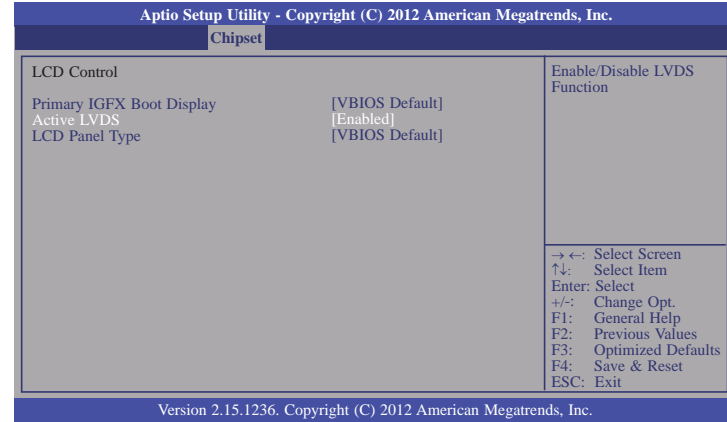 Aptio Setup Utility - Copyright (C) 2012 American Megatrends, Inc.
Chipset
LCD Control
Primary IGFX Boot Display [VBIOS Default]
Active LVDS [Enabled]
LCD Panel Type [VBIOS Default]
Enable/Disable LVDS
Function
→ ←: Select Screen
↑↓: Select Item
Enter: Select
+/-: Change Opt.
F1: General Help
F2: Previous Values
F3: Optimized Defaults
F4: Save & Reset
ESC: Exit
Version 2.15.1236. Copyright (C) 2012 American Megatrends, Inc.